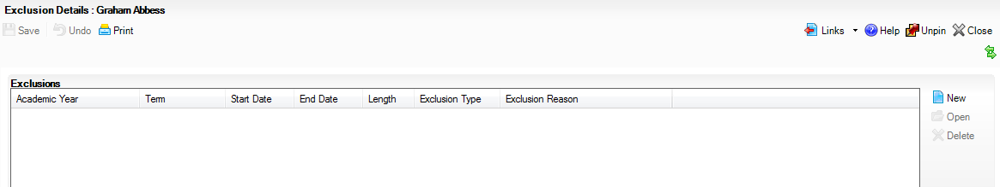 Exclusion Details : Graham Abbess
Save Undo Print Links Help Unpin Close
Exclusions
Academic Year Term Start Date End Date Length Exclusion Type Exclusion Reason
New
Open
Delete